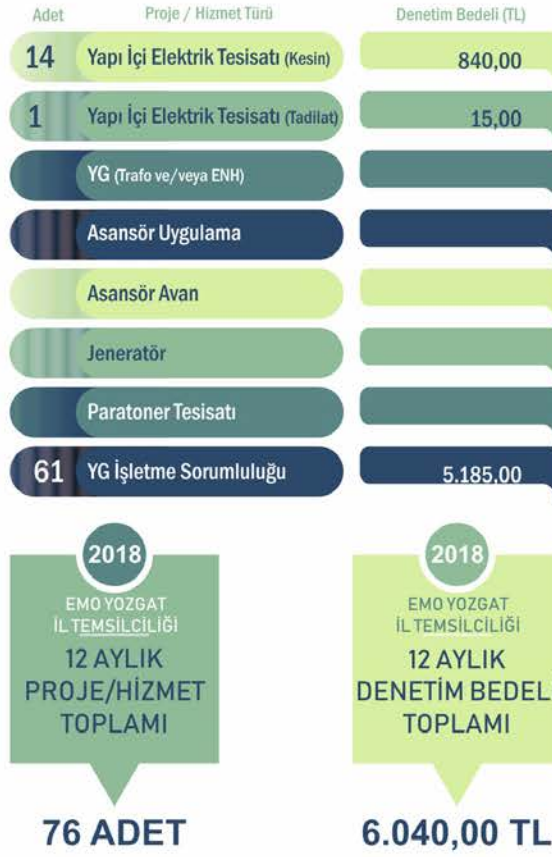 Adet Proje / Hizmet Türü Denetim Bedeli (TL)
14 Yapı İçi Elektrik Tesisatı (Kesin) 840,00
1 Yapı İçi Elektrik Tesisatı (Tadilat) 15,00
YG (Trafo ve/veya ENH)
Asansör Uygulama
Asansör Avan
Jeneratör
Paratoner Tesisatı
61 YG İşletme Sorumluluğu 5.185,00
2018
EMO YOZGAT
İL TEMSİLCİLİĞİ
12 AYLIK
PROJE/HİZMET
TOPLAMI
76 ADET
2018
EMO YOZGAT
İL TEMSİLCİLİĞİ
12 AYLIK
DENETİM BEDEL
TOPLAMI
6.040,00 TL